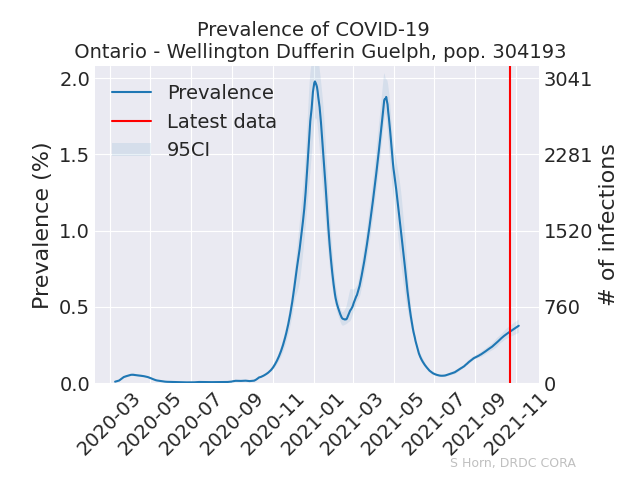 Prevalence of COVID-19
Ontario - Wellington Dufferin Guelph, pop. 304193
Prevalence (%)
2.0
1.5
1.0
0.5
0.0
Prevalence
Latest data
95CI
3041
2281
1520
760
0
# of infections
2020-03
2020-05
2020-07
2020-09
2020-11
2021-01
2021-03
2021-05
2021-07
2021-09
2021-11
S Horn, DRDC CORA